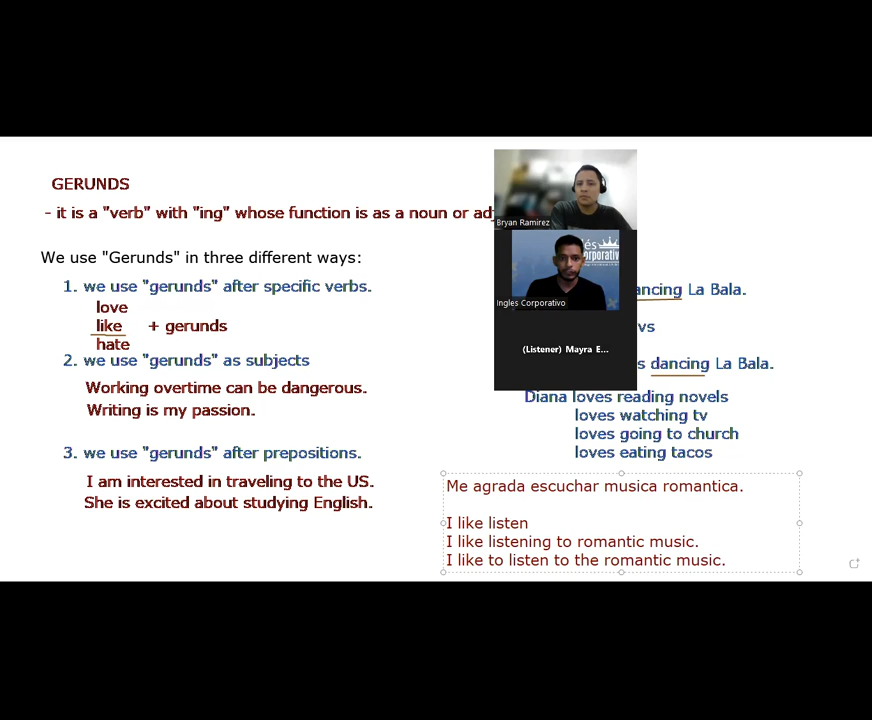 GERUNDS
- it is a "verb" with "ing" whose function is as a noun or
We use "Gerunds" in three different ways:
1. we use "gerunds" after specific verbs.
love
like + gerunds
hate
2. we use "gerunds" as subjects
Working overtime can be dangerous.
Writing is my passion.
3. we use "gerunds" after prepositions.
I am interested in traveling to the US.
She is excited about studying English.
Bryan Ramirez
Ingles Corporativo
(Listener) Mayra E...
La Bala.
vs
dancing La Bala.
Diana loves reading novels
loves watching tv
loves going to church
loves eating tacos
Me agrada escuchar musica romantica.
I like listen
I like listening to romantic music.
I like to listen to the romantic music.